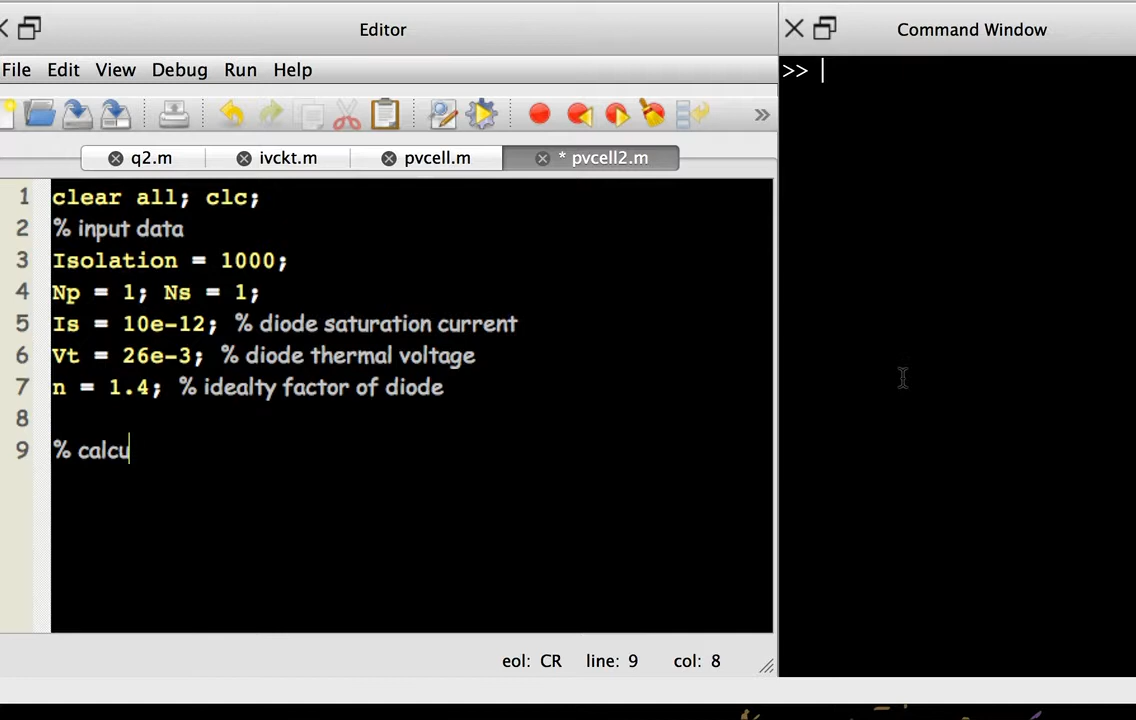 Editor
Command Window
File Edit View Debug Run Help
>>
»
q2.m ivckt.m pvcell.m * pvcell2.m
1 clear all; clc;
2 % input data
3 Isolation = 1000;
4 Np = 1; Ns = 1;
5 Is = 10e-12; % diode saturation current
6 Vt = 26e-3; % diode thermal voltage
7 n = 1.4; % idealty factor of diode
8
9 % calcu
eol: CR line: 9 col: 8